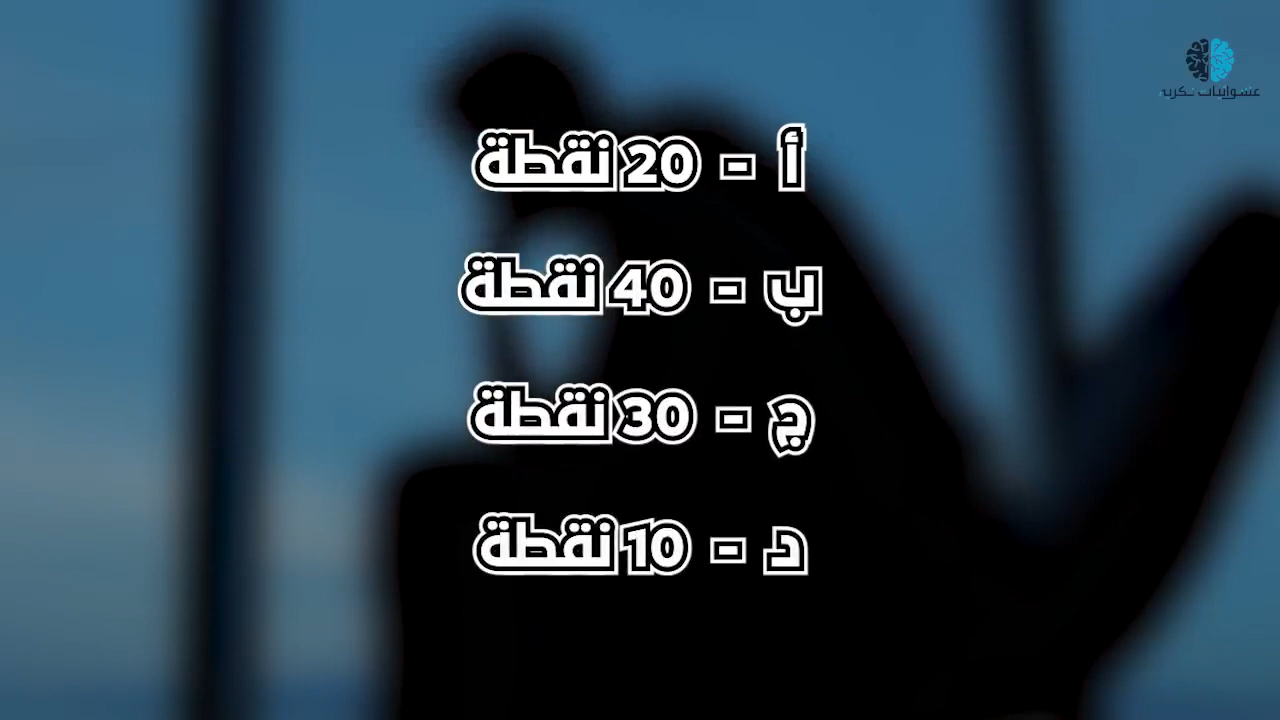 أ - 20 نقطة
ب - 40 نقطة
ج - 30 نقطة
د - 10 نقطة